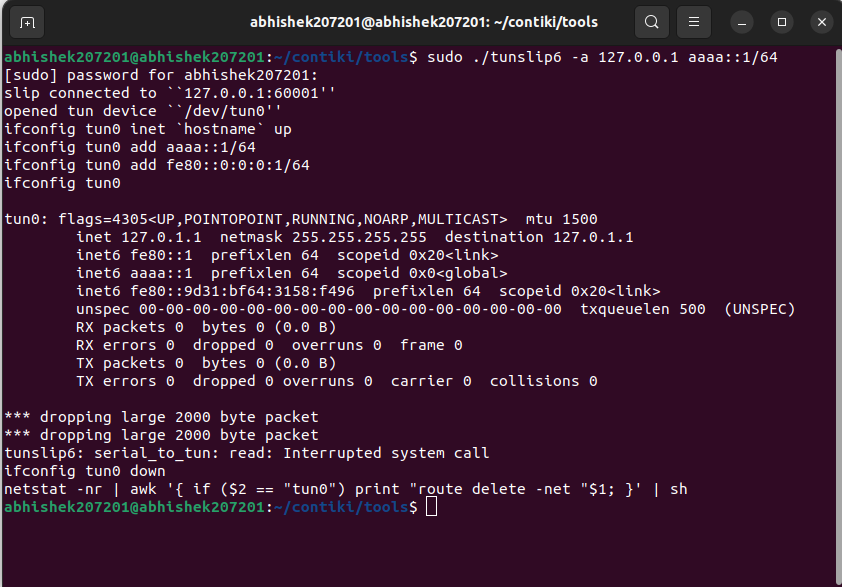 abhishek207201@abhishek207201: ~/contiki/tools
abhishek207201@abhishek207201:~/contiki/tools$ sudo ./tunslip6 -a 127.0.0.1 aaaa::1/64
[sudo] password for abhishek207201:
slip connected to ``127.0.0.1:60001''
opened tun device ``/dev/tun0''
ifconfig tun0 inet `hostname` up
ifconfig tun0 add aaaa::1/64
ifconfig tun0 add fe80::0:0:0:1/64
ifconfig tun0
tun0: flags=4305<UP,POINTOPOINT,RUNNING,NOARP,MULTICAST>  mtu 1500
        inet 127.0.1.1  netmask 255.255.255.255  destination 127.0.1.1
        inet6 fe80::1  prefixlen 64  scopeid 0x20<link>
        inet6 aaaa::1  prefixlen 64  scopeid 0x0<global>
        inet6 fe80::9d31:bf64:3158:f496  prefixlen 64  scopeid 0x20<link>
        unspec 00-00-00-00-00-00-00-00-00-00-00-00-00-00-00-00  txqueuelen 500  (UNSPEC)
        RX packets 0  bytes 0 (0.0 B)
        RX errors 0  dropped 0  overruns 0  frame 0
        TX packets 0  bytes 0 (0.0 B)
        TX errors 0  dropped 0 overruns 0  carrier 0  collisions 0
*** dropping large 2000 byte packet
*** dropping large 2000 byte packet
tunslip6: serial_to_tun: read: Interrupted system call
ifconfig tun0 down
netstat -nr | awk '{ if ($2 == "tun0") print "route delete -net "$1; }' | sh
abhishek207201@abhishek207201:~/contiki/tools$